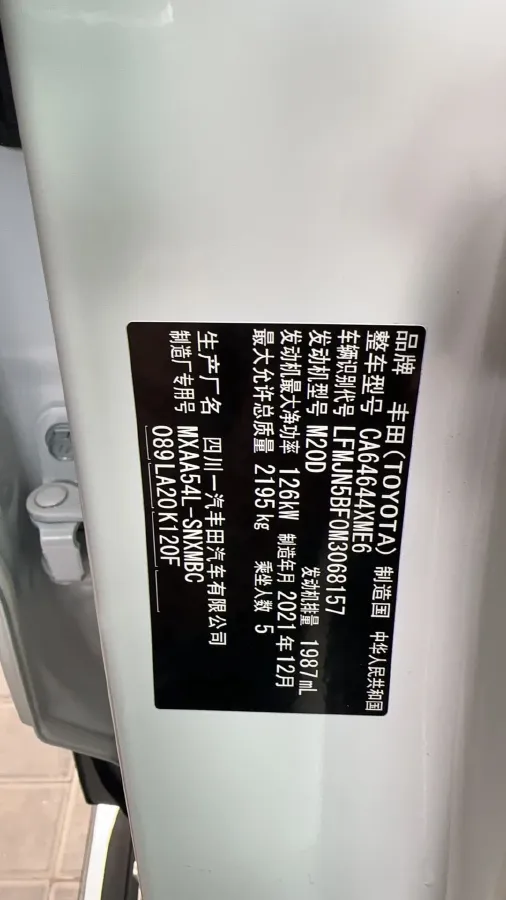 品牌 丰田(TOYOTA) 制造国 中华人民共和国
整车型号 CA64644XME6
车辆识别代号 LFMJN5BF0M3068157
发动机型号 M20D 发动机排量 1987mL
发动机最大净功率 126kW 制造年月 2021年12月
最大允许总质量 2195kg 乘坐人数 5
生产厂名 四川一汽丰田汽车有限公司
制造厂专用号 MXAA54L-SNXNBC
089LA20K120F